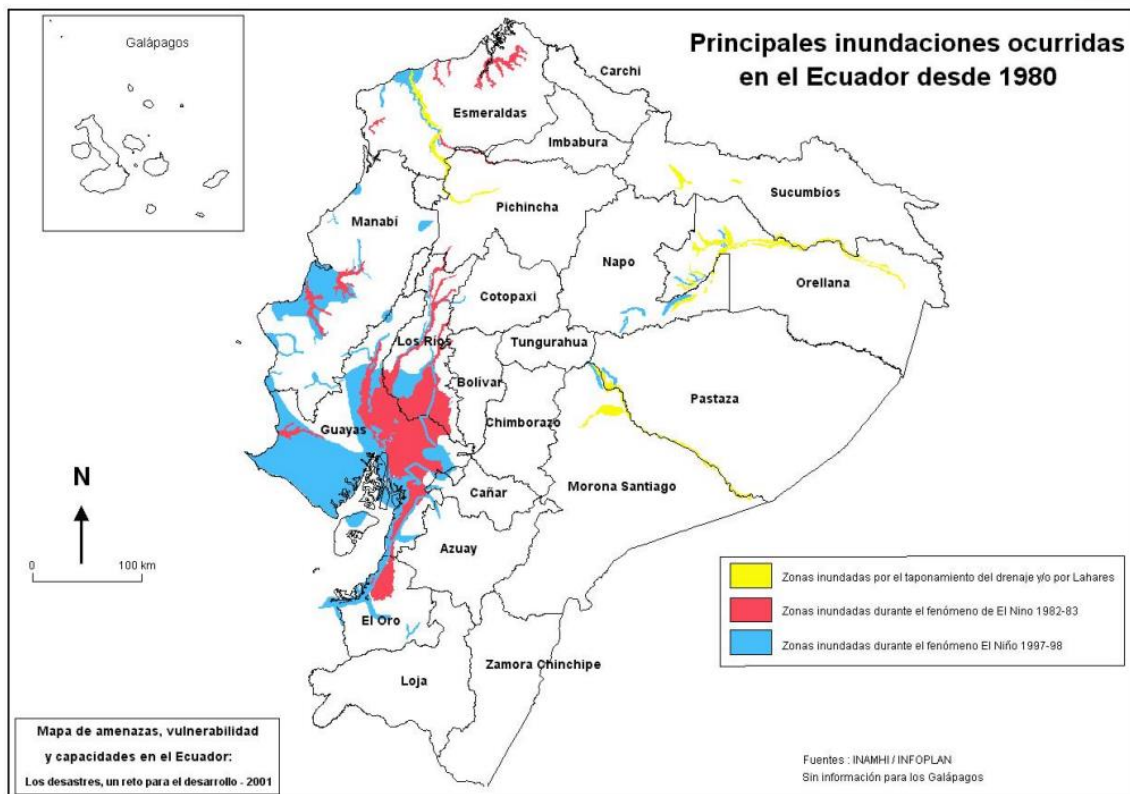 Galápagos
Principales inundaciones ocurridas
en el Ecuador desde 1980
Carchi
Esmeraldas
Imbabura
Sucumbíos
Manabí
Pichincha
Napo
Orellana
Cotopaxi
Los Ríos
Tungurahua
Bolívar
Pastaza
Chimborazo
Guayas
N
Cañar
Morona Santiago
0 100 km
Azuay
El Oro
Zamora Chinchipe
Loja
Zonas inundadas por el taponamiento del drenaje y/o por Lahares
Zonas inundadas durante el fenómeno de El Nino 1982-83
Zonas inundadas durante el fenómeno El Niño 1997-98
Mapa de amenazas, vulnerabilidad
y capacidades en el Ecuador:
Los desastres, un reto para el desarrollo - 2001
Fuentes : INAMHI / INFOPLAN
Sin información para los Galápagos